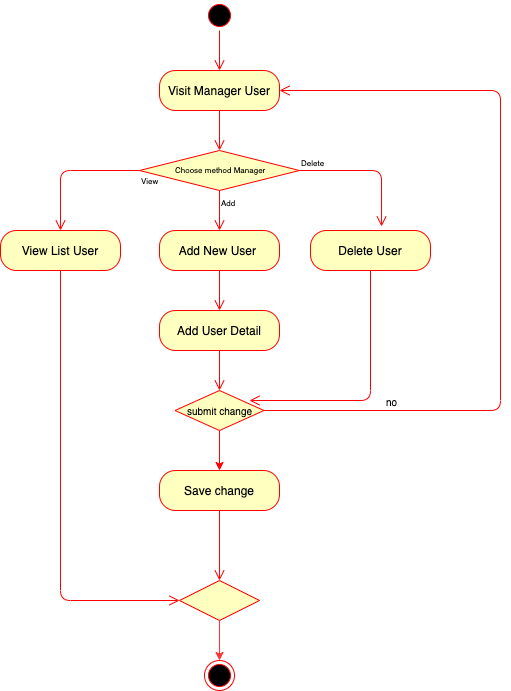 Visit Manager User
Choose method Manager
Delete
View
Add
View List User
Add New User
Delete User
Add User Detail
no
submit change
Save change